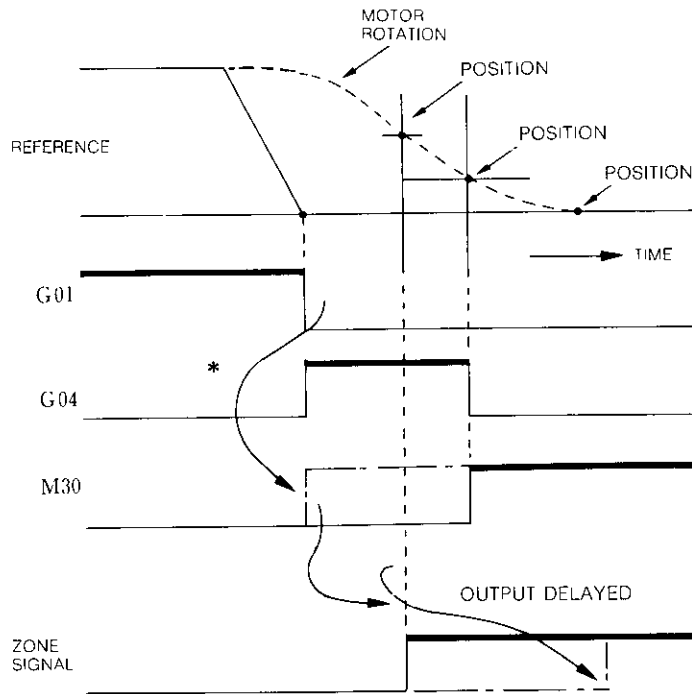 MOTOR
ROTATION
POSITION
REFERENCE
POSITION
POSITION
TIME
G01
*
G04
M30
OUTPUT DELAYED
ZONE
SIGNAL